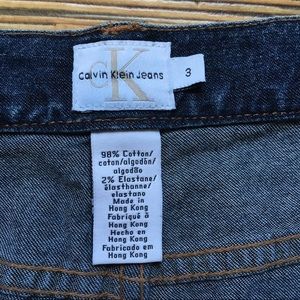 cK
Calvin Klein Jeans
3
98% Cotton/
coton/algodón/
algodão
2% Elastane/
élasthanne/
elastano
Made in
Hong Kong
Fabriqué à
Hong Kong
Hecho en
Hong Kong
Fabricado em
Hong Kong